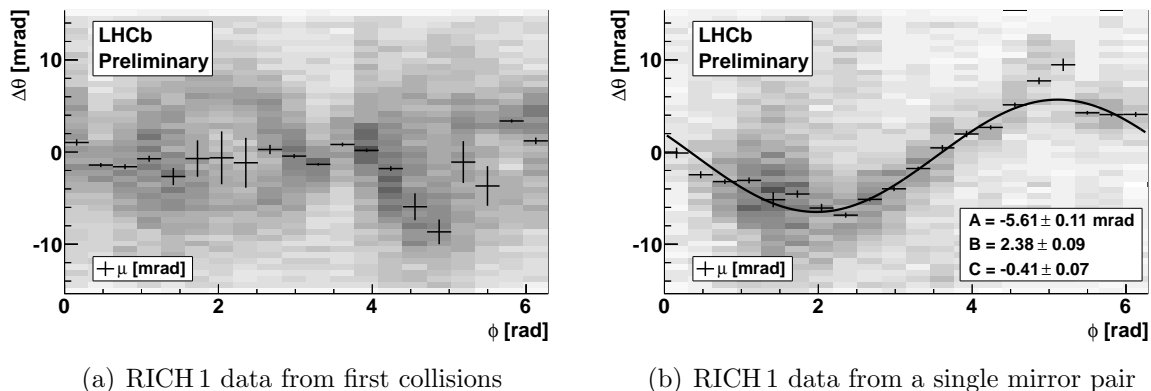 Δθ [mrad]
10
0
-10
LHCb
Preliminary
μ [mrad]
0 2 4 6
ϕ [rad]
(a) RICH 1 data from first collisions
Δθ [mrad]
10
0
-10
LHCb
Preliminary
μ [mrad]
A = -5.61 ± 0.11 mrad
B = 2.38 ± 0.09
C = -0.41 ± 0.07
0 2 4 6
ϕ [rad]
(b) RICH 1 data from a single mirror pair